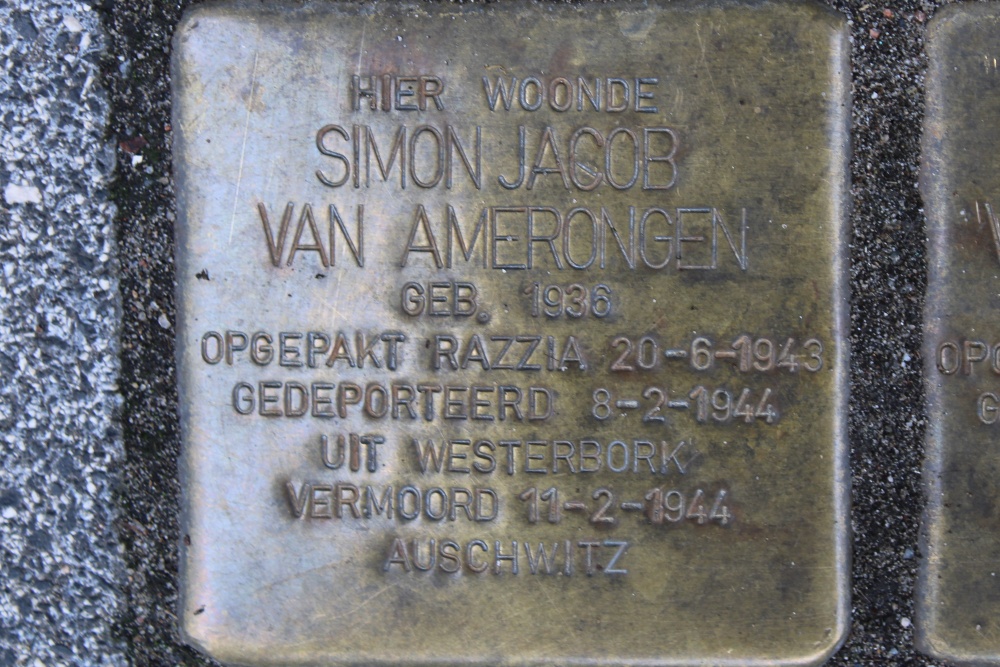 HIER WOONDE
SIMON JACOB
VAN AMERONGEN
GEB. 1936
OPGEPAKT RAZZIA 20-6-1943
GEDEPORTEERD 8-2-1944
UIT WESTERBORK
VERMOORD 11-2-1944
AUSCHWITZ